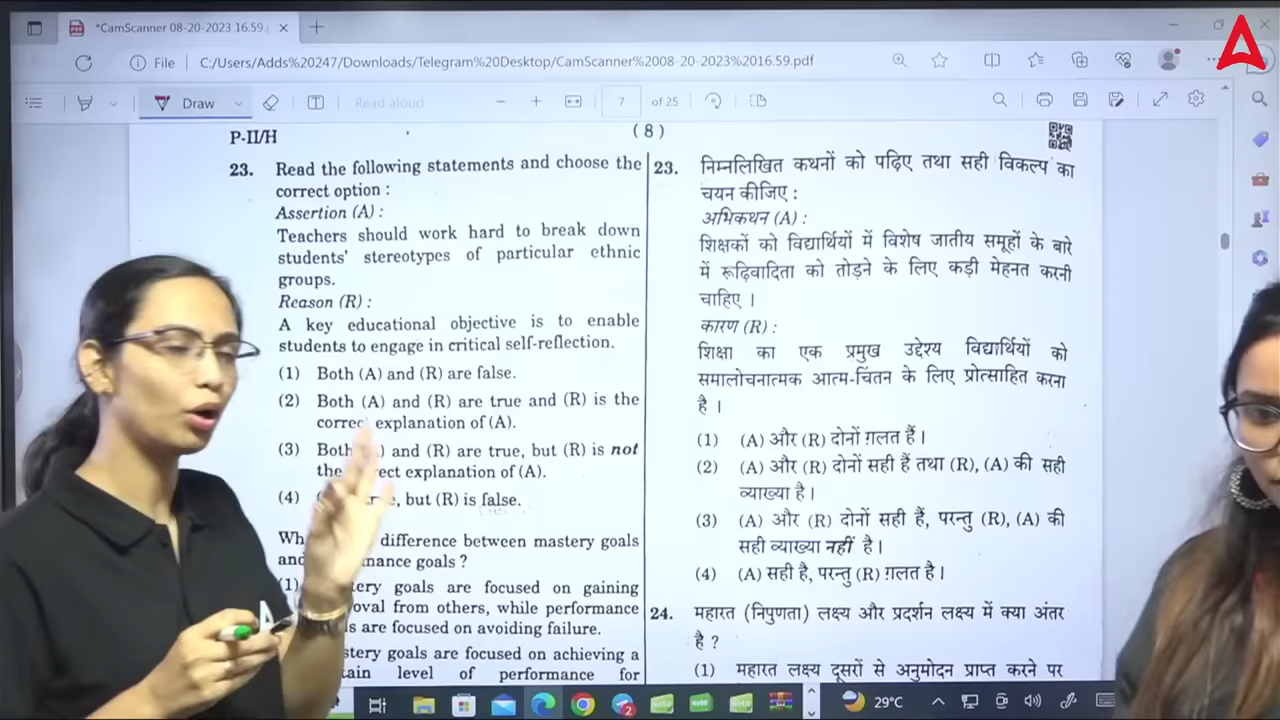 *CamScanner 08-20-2023 16.59.
File
C:/Users/Adds%20247/Downloads/Telegram%20Desktop/CamScanner%2008-20-2023%2016.59.pdf
Draw
Read aloud
7
of 25
P-II/H
( 8 )
23. Read the following statements and choose the
correct option :
Assertion (A) :
Teachers should work hard to break down
students' stereotypes of particular ethnic
groups.
Reason (R) :
A key educational objective is to enable
students to engage in critical self-reflection.
(1) Both (A) and (R) are false.
(2) Both (A) and (R) are true and (R) is the
explanation of (A).
(3) and (R) are true, but (R) is not
explanation of (A).
(4) but (R) is false.
difference between mastery goals
goals ?
(1) goals are focused on gaining
from others, while performance
are focused on avoiding failure.
goals are focused on achieving a
level of performance for
23. निम्नलिखित कथनों को पढ़िए तथा सही विकल्प का
चयन कीजिए :
अभिकथन (A) :
शिक्षकों को विद्यार्थियों में विशेष जातीय समूहों के बारे
में रूढ़िवादिता को तोड़ने के लिए कड़ी मेहनत करनी
चाहिए ।
कारण (R) :
शिक्षा का एक प्रमुख उद्देश्य विद्यार्थियों को
समालोचनात्मक आत्म-चिंतन के लिए प्रोत्साहित करना
है ।
(1) (A) और (R) दोनों ग़लत हैं ।
(2) (A) और (R) दोनों सही हैं तथा (R), (A) की सही
व्याख्या है ।
(3) (A) और (R) दोनों सही हैं, परन्तु (R), (A) की
सही व्याख्या नहीं है ।
(4) (A) सही है, परन्तु (R) ग़लत है ।
24. महारत (निपुणता) लक्ष्य और प्रदर्शन लक्ष्य में क्या अंतर
है ?
(1) महारत लक्ष्य दूसरों से अनुमोदन प्राप्त करने पर
29°C